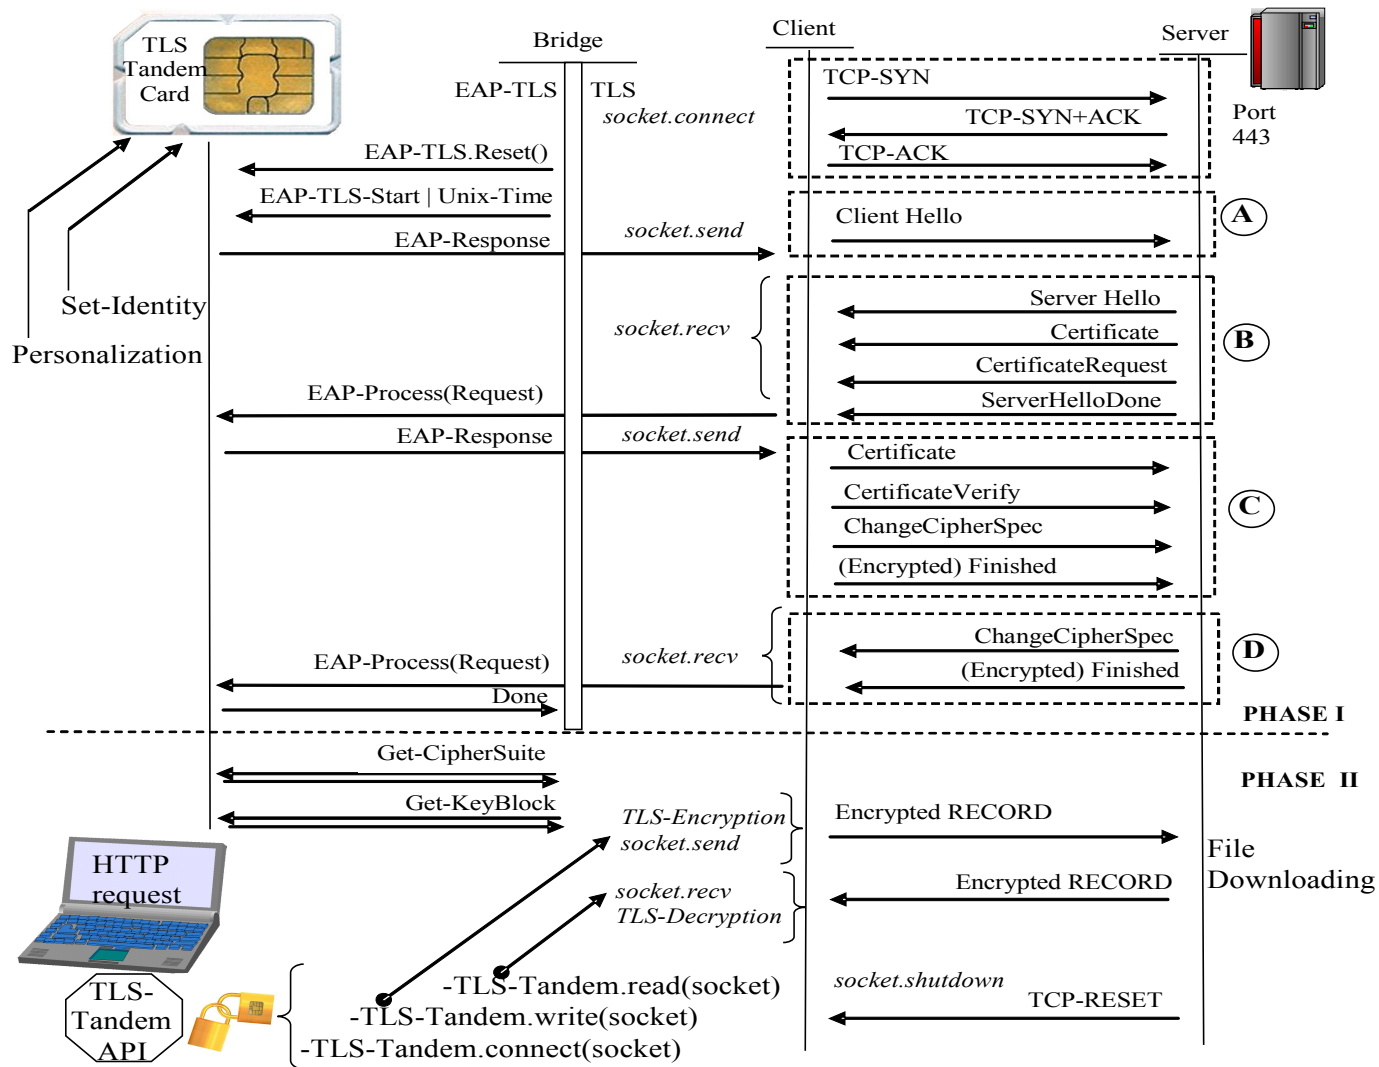 TLS
Tandem
Card
Bridge
Client
Server
EAP-TLS
TLS
socket.connect
TCP-SYN
TCP-SYN+ACK
TCP-ACK
Port
443
EAP-TLS.Reset()
EAP-TLS-Start | Unix-Time
EAP-Response
socket.send
Client Hello
A
Set-Identity
Personalization
socket.recv
Server Hello
Certificate
CertificateRequest
ServerHelloDone
B
EAP-Process(Request)
EAP-Response
socket.send
Certificate
CertificateVerify
ChangeCipherSpec
(Encrypted) Finished
C
EAP-Process(Request)
socket.recv
ChangeCipherSpec
(Encrypted) Finished
D
Done
PHASE I
Get-CipherSuite
PHASE II
Get-KeyBlock
TLS-Encryption
socket.send
Encrypted RECORD
File
Downloading
HTTP
request
socket.recv
TLS-Decryption
Encrypted RECORD
TLS-
Tandem
API
-TLS-Tandem.read(socket)
-TLS-Tandem.write(socket)
-TLS-Tandem.connect(socket)
socket.shutdown
TCP-RESET